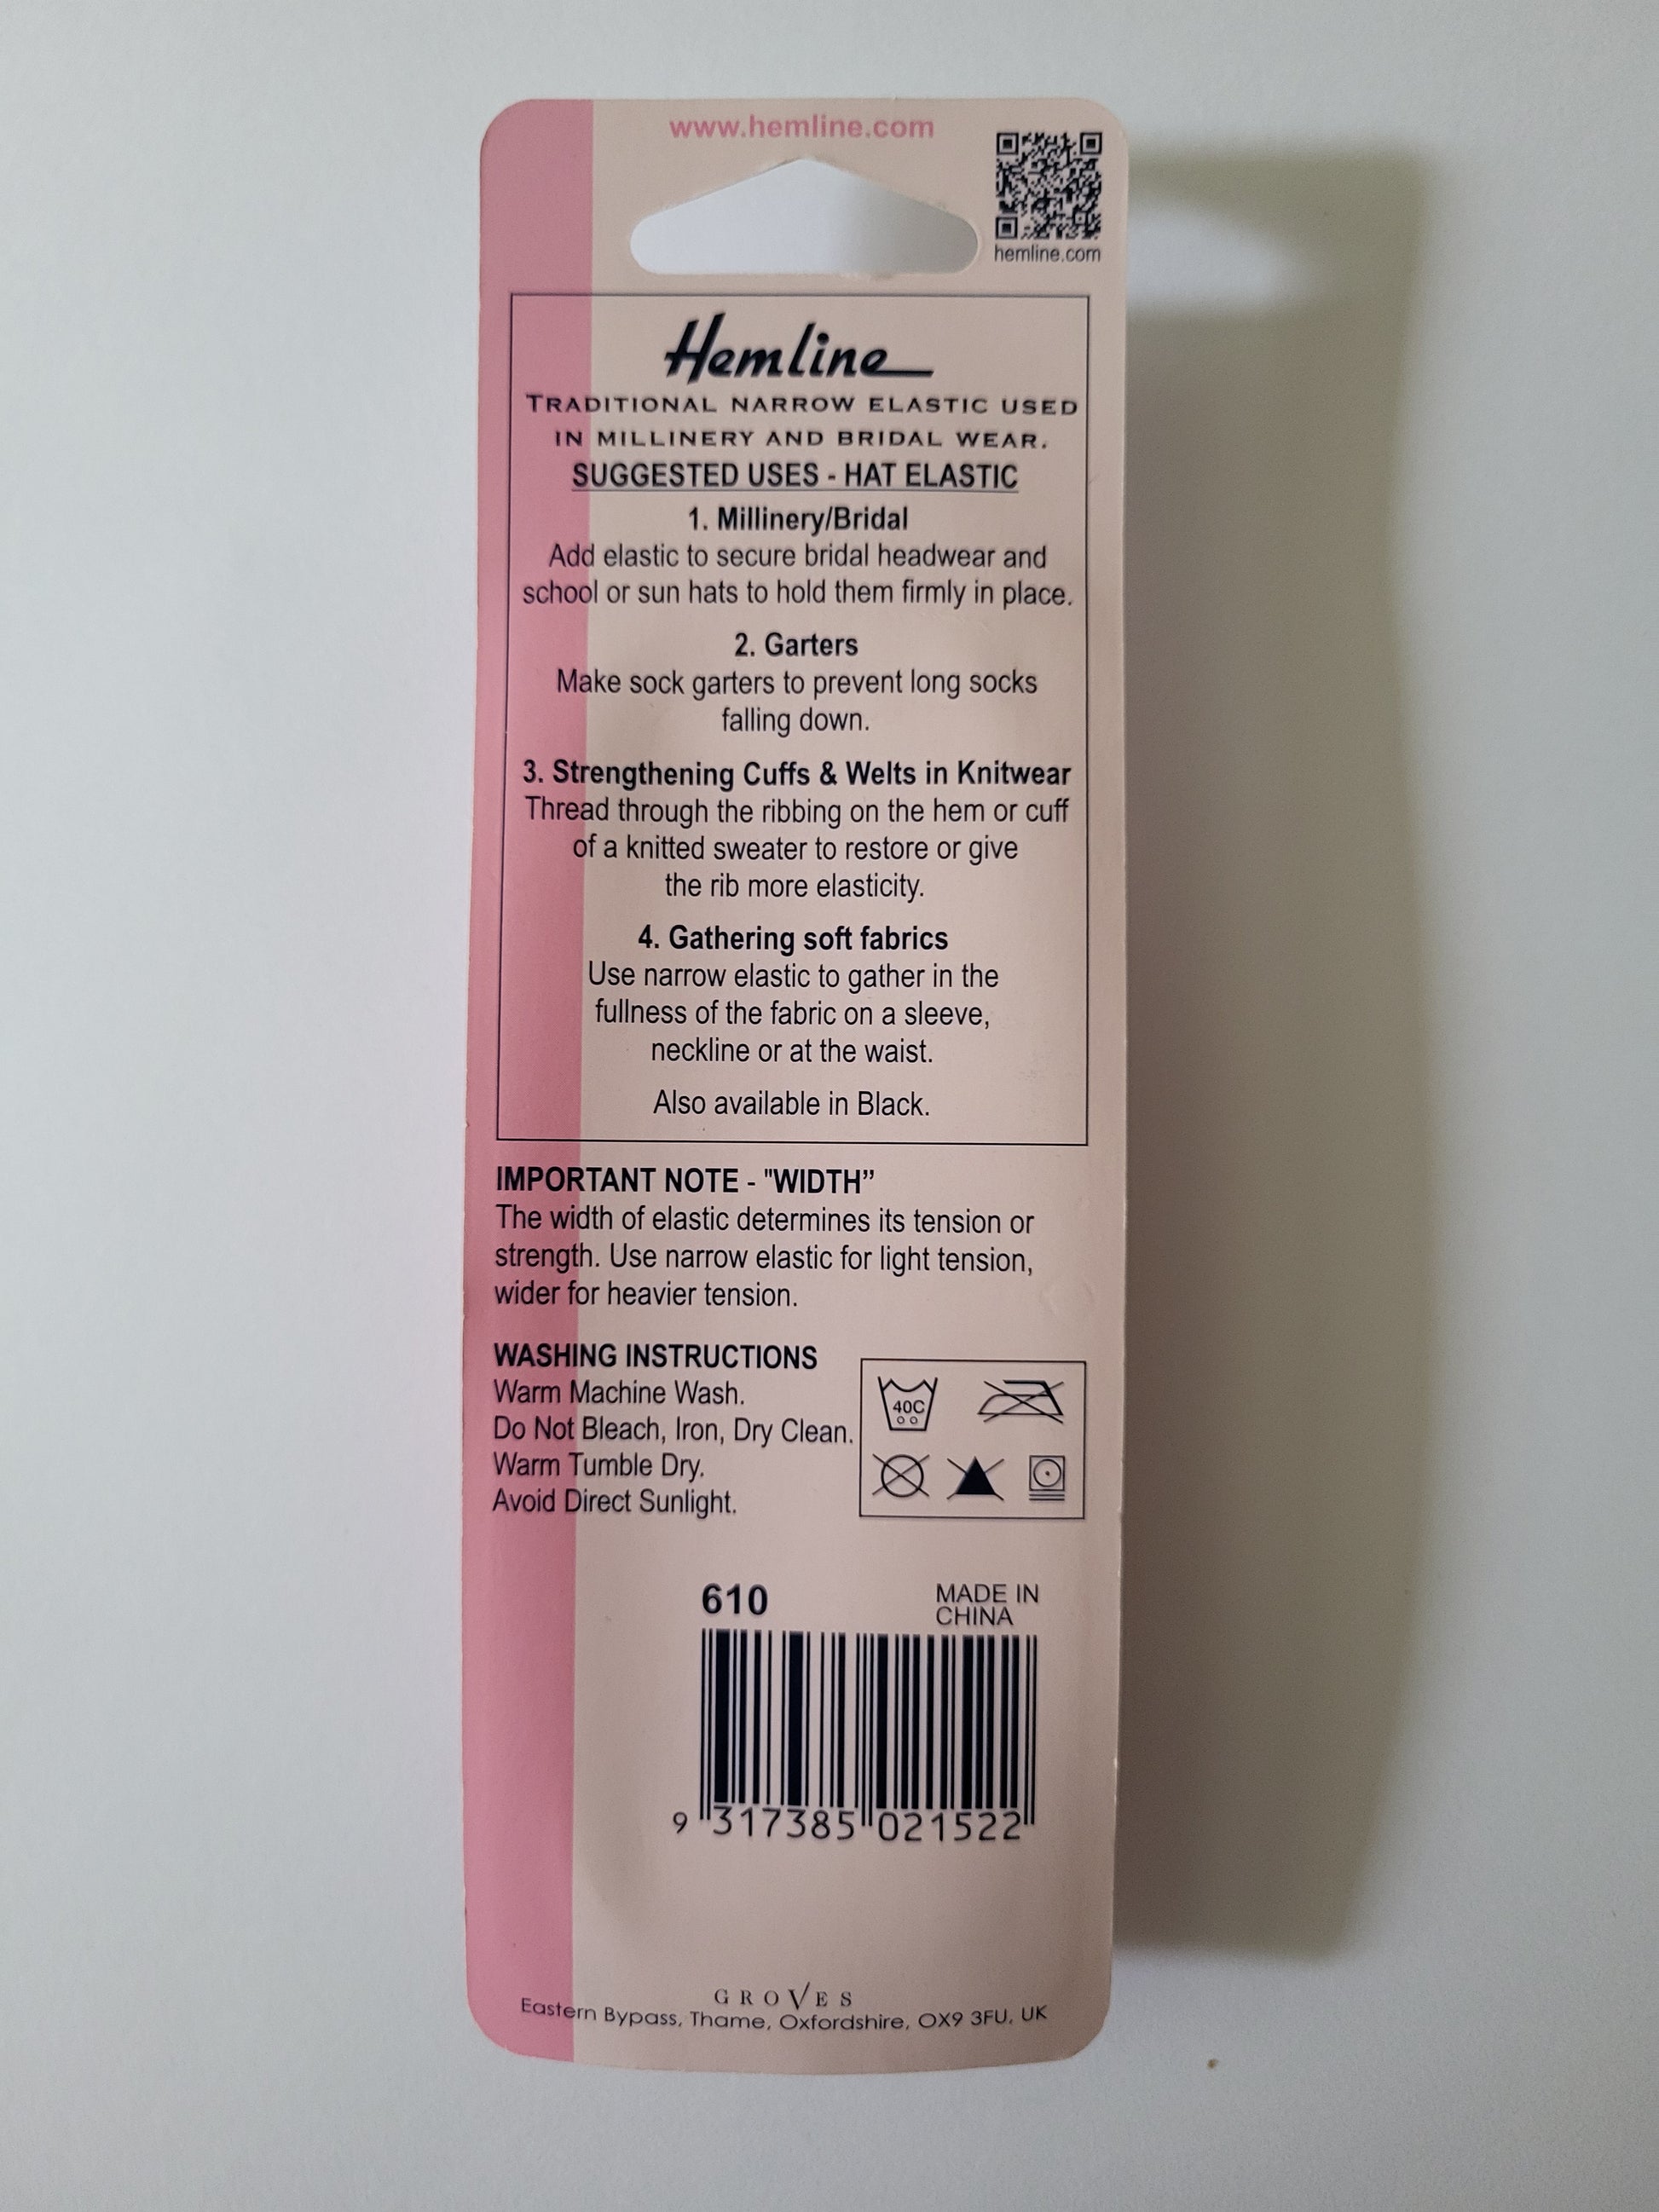 www.hemline.com
hemline.com
Hemline
TRADITIONAL NARROW ELASTIC USED
IN MILLINERY AND BRIDAL WEAR.
SUGGESTED USES - HAT ELASTIC
1. Millinery/Bridal
Add elastic to secure bridal headwear and
school or sun hats to hold them firmly in place.
2. Garters
Make sock garters to prevent long socks
falling down.
3. Strengthening Cuffs & Welts in Knitwear
Thread through the ribbing on the hem or cuff
of a knitted sweater to restore or give
the rib more elasticity.
4. Gathering soft fabrics
Use narrow elastic to gather in the
fullness of the fabric on a sleeve,
neckline or at the waist.
Also available in Black.
IMPORTANT NOTE - "WIDTH”
The width of elastic determines its tension or
strength. Use narrow elastic for light tension,
wider for heavier tension.
WASHING INSTRUCTIONS
Warm Machine Wash.
Do Not Bleach, Iron, Dry Clean.
Warm Tumble Dry.
Avoid Direct Sunlight.
40C
610
MADE IN
CHINA
9 317385 021522
GROVES
Eastern Bypass, Thame, Oxfordshire, OX9 3FU, UK